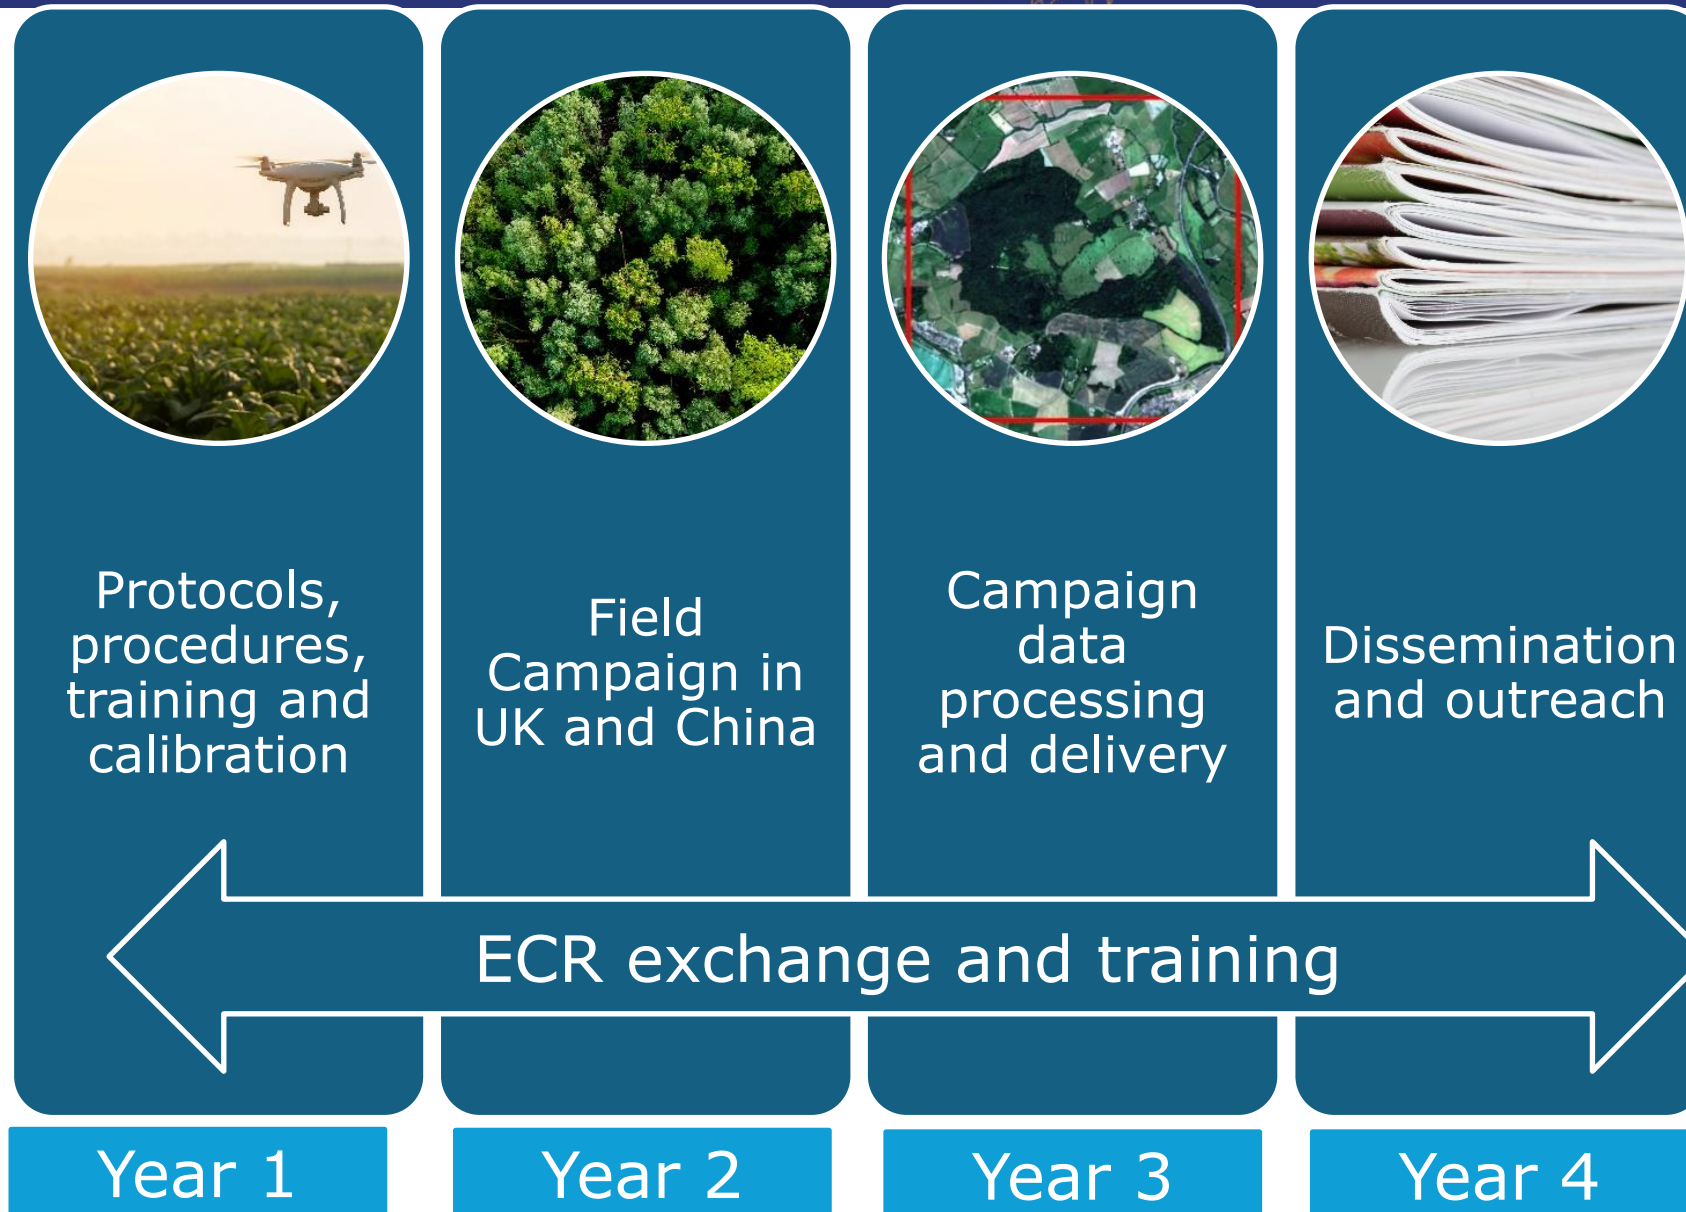 Protocols,
procedures,
training and
calibration
Field
Campaign in
UK and China
Campaign
data
processing
and delivery
Dissemination
and outreach
ECR exchange and training
Year 1
Year 2
Year 3
Year 4